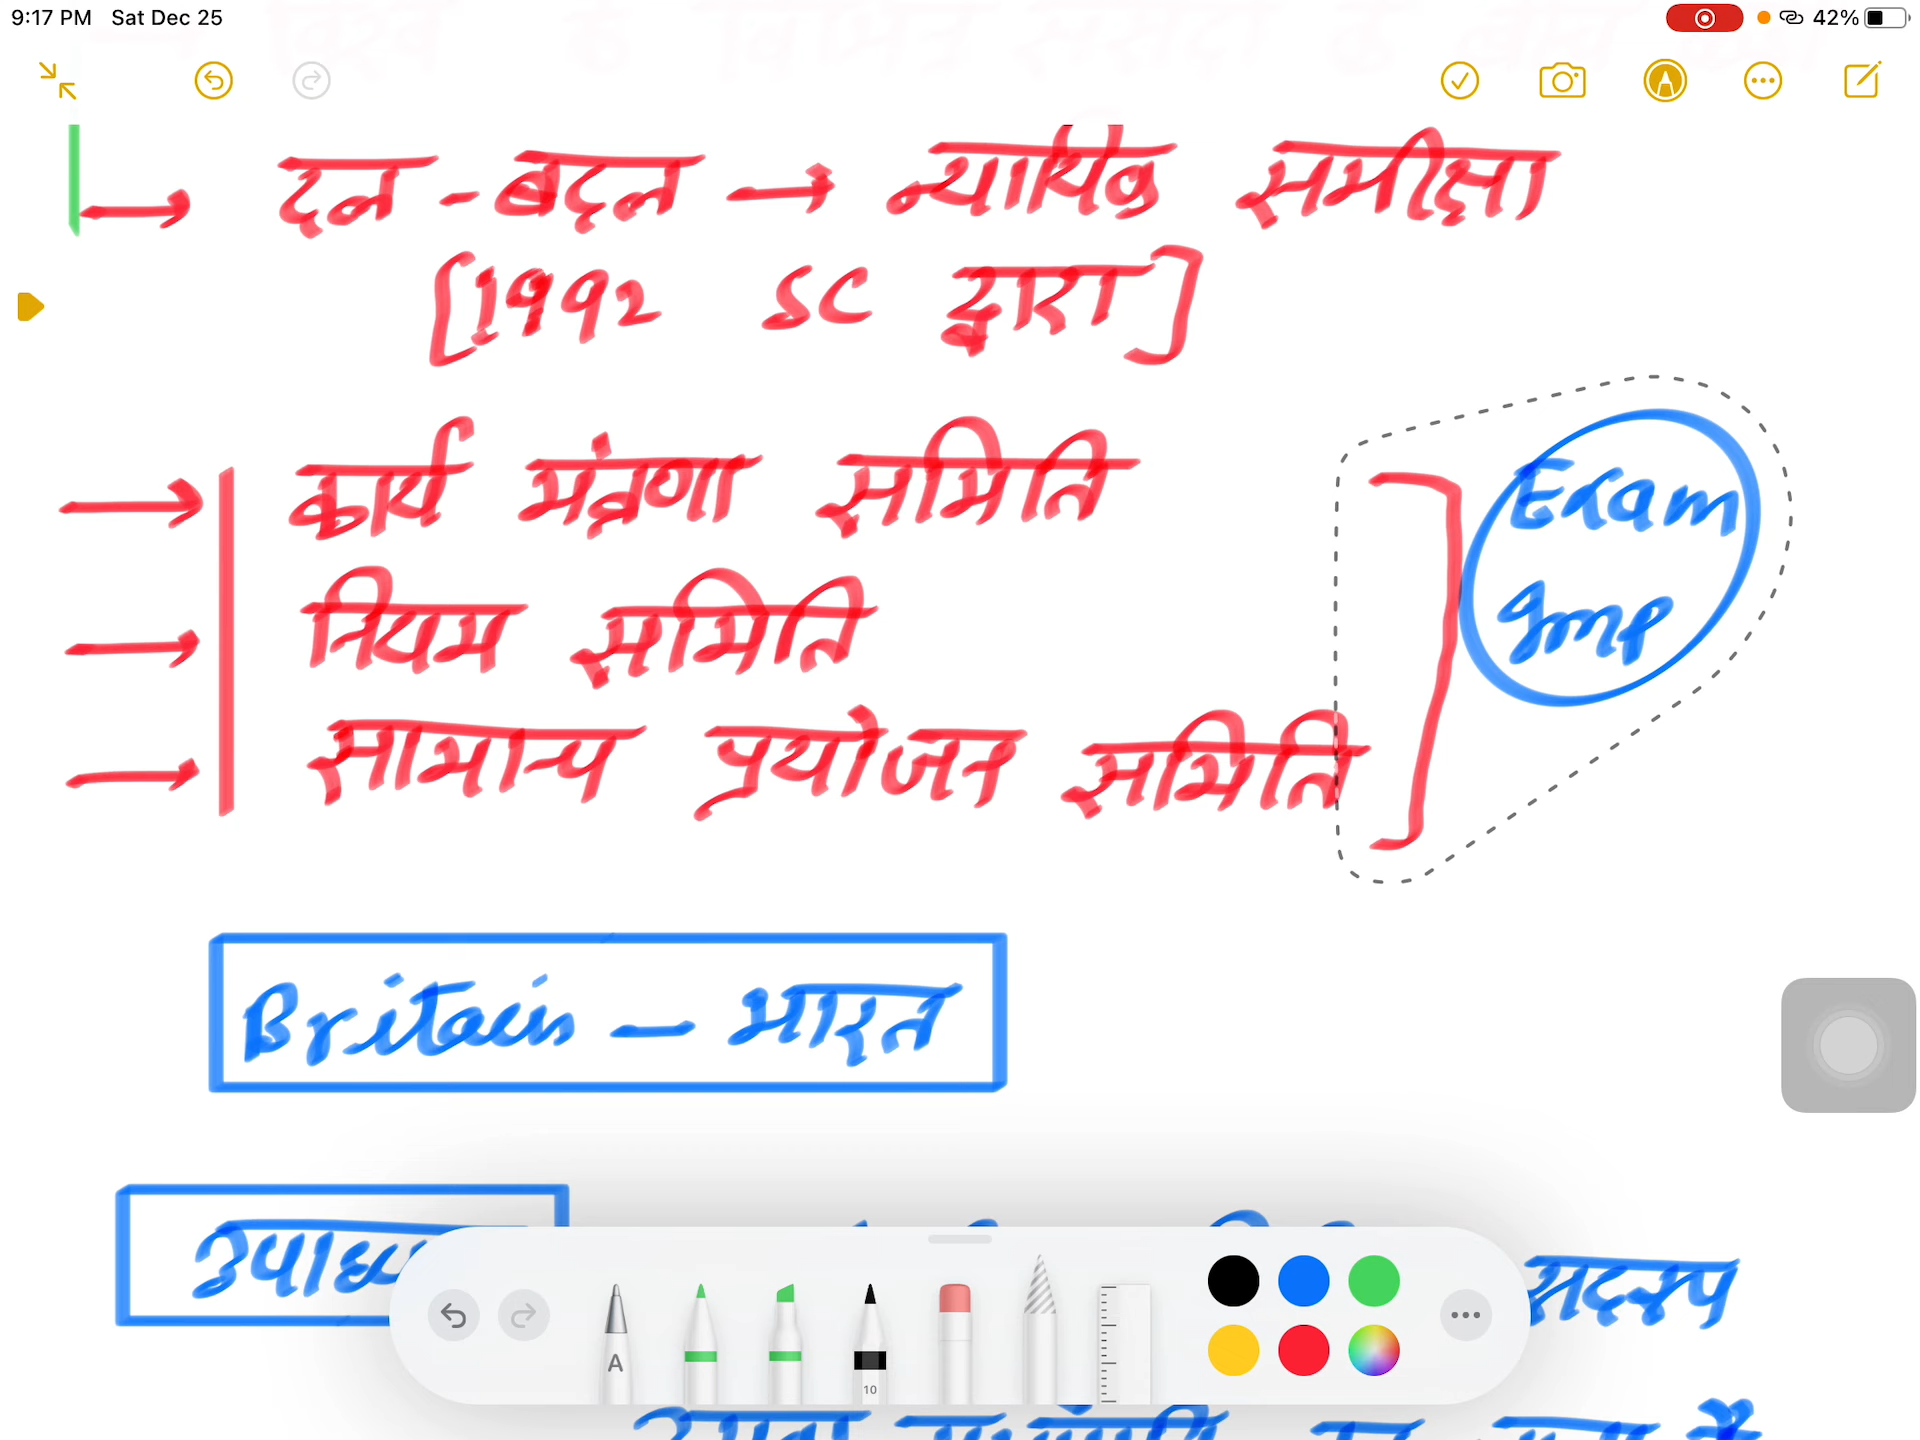 9:17 PM Sat Dec 25 42%
→ दल - बदल → न्यायिक समीक्षा
[1992 SC द्वारा]
→ कार्य मंत्रणा समिति
→ नियम समिति
→ सामान्य प्रयोजन समिति
Exam
Imp
Britain – भारत
सदस्य
A
10